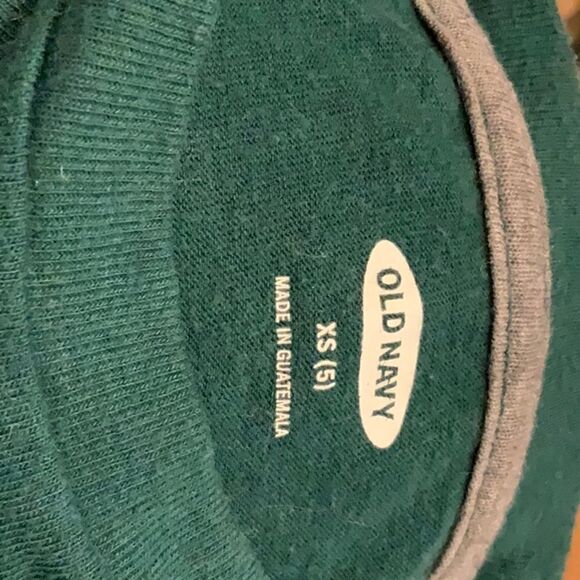 OLD NAVY
XS (5)
MADE IN GUATEMALA